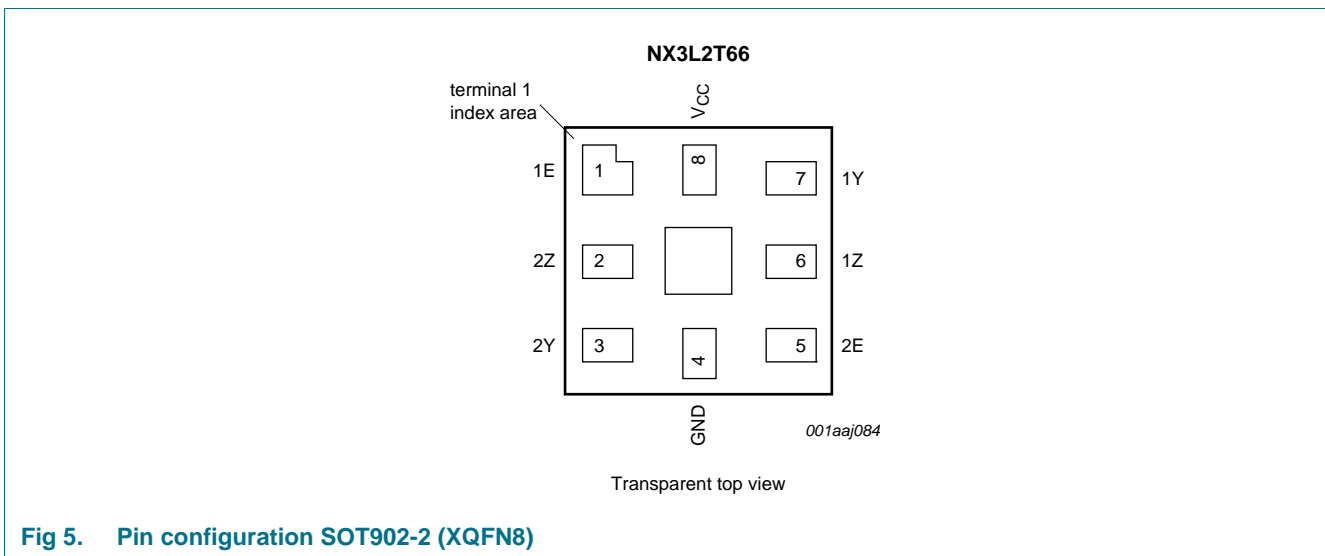 NX3L2T66
terminal 1
index area
VCC
1E
1
8
7
1Y
2Z
2
6
1Z
2Y
3
4
5
2E
GND
001aaj084
Transparent top view
Fig 5. Pin configuration SOT902-2 (XQFN8)